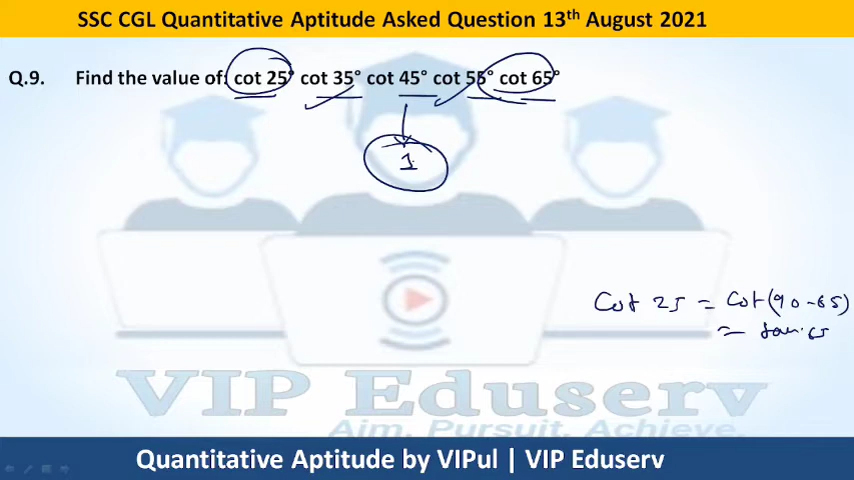 SSC CGL Quantitative Aptitude Asked Question 13th August 2021
Q.9. Find the value of: cot 25° cot 35° cot 45° cot 55° cot 65°
1
Cot 25 = Cot(90-65)
= tan 65
VIP Eduserv
Aim. Pursuit. Achieve.
Quantitative Aptitude by VIPul | VIP Eduserv